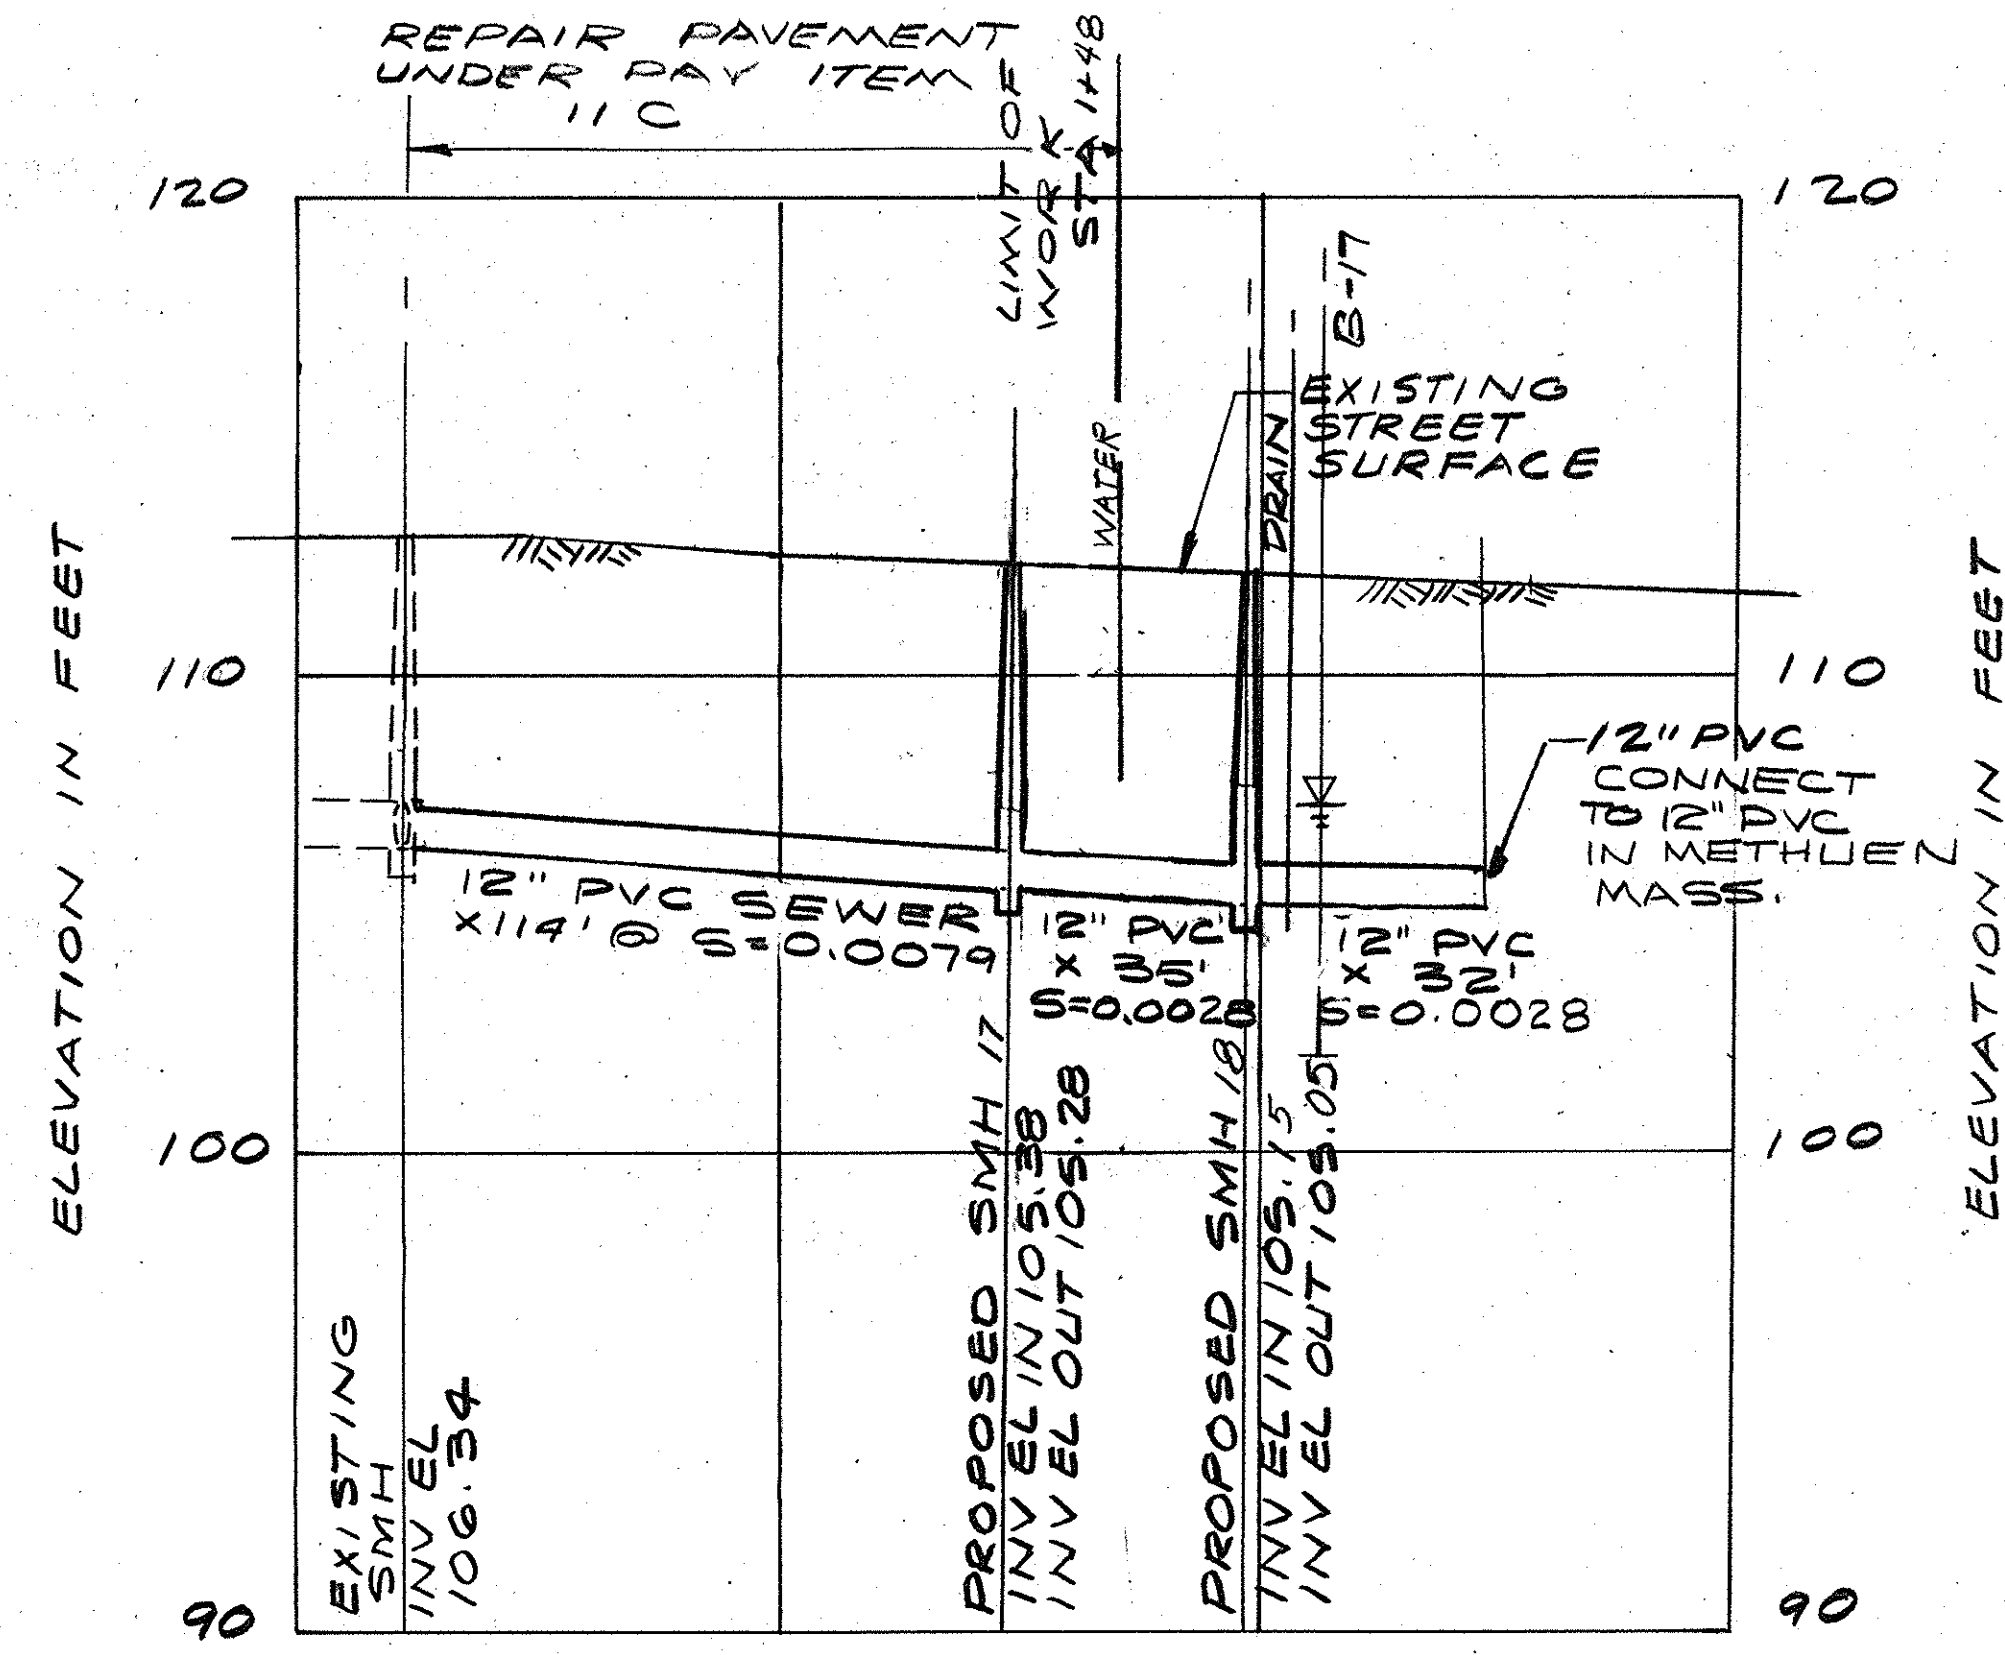 REPAIR PAVEMENT
UNDER PAY ITEM
11 C
LIMIT OF
WORK
STA 1+48
120
120
B-17
EXISTING
STREET
SURFACE
WATER
DRAIN
ELEVATION IN FEET
ELEVATION IN FEET
110
110
12" PVC
CONNECT
TO 12" PVC
IN METHUEN
MASS.
12" PVC SEWER
x 114' @ S=0.0079
12" PVC
x 35'
S=0.0028
12" PVC
x 32'
S=0.0028
100
100
EXISTING
SMH
INV EL
106.34
PROPOSED SMH 17
INV EL IN 105.38
INV EL OUT 105.28
PROPOSED SMH 18
INV EL IN 105.15
INV EL OUT 105.05
90
90